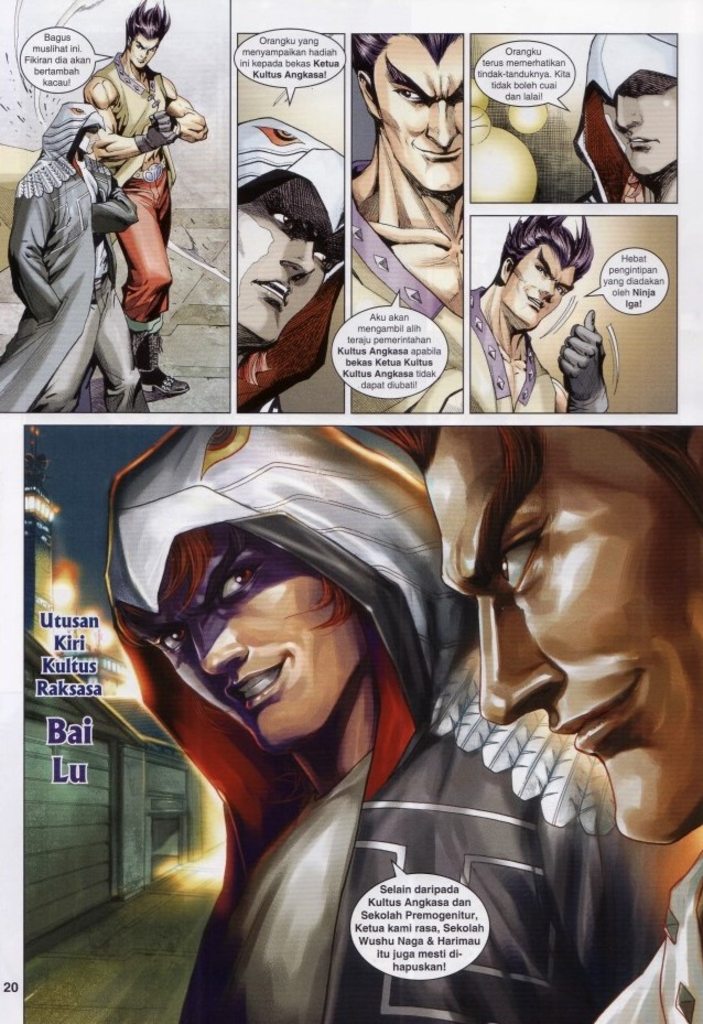 Bagus
muslihat ini.
Fikiran dia ayat
bertambah
kacau!
Orangku yang
menyampaikan hadiah
ini kepada bekas Ketua
Kultus Angkasa!
Aku akan
mengambil alih
teraju pemerintahan
Kultus Angkasa apabila
bekas Ketua Kultus
Kultus Angkasa tidak
dapat diubati!
Orangku
terus memerhatikan
tindak-tanduknya. Kita
tidak boleh cuai
dan lalai!
Hebat
pengintipan
yang diadakan
oleh Ninja
Iga!
Utusan
Kiri
Kultus
Raksasa
Bai
Lu
Selain daripada
Kultus Angkasa dan
Sekolah Premogenitur,
Ketua kami rasa, Sekolah
Wushu Naga & Harimau
itu juga mesti di-
hapuskan!
20